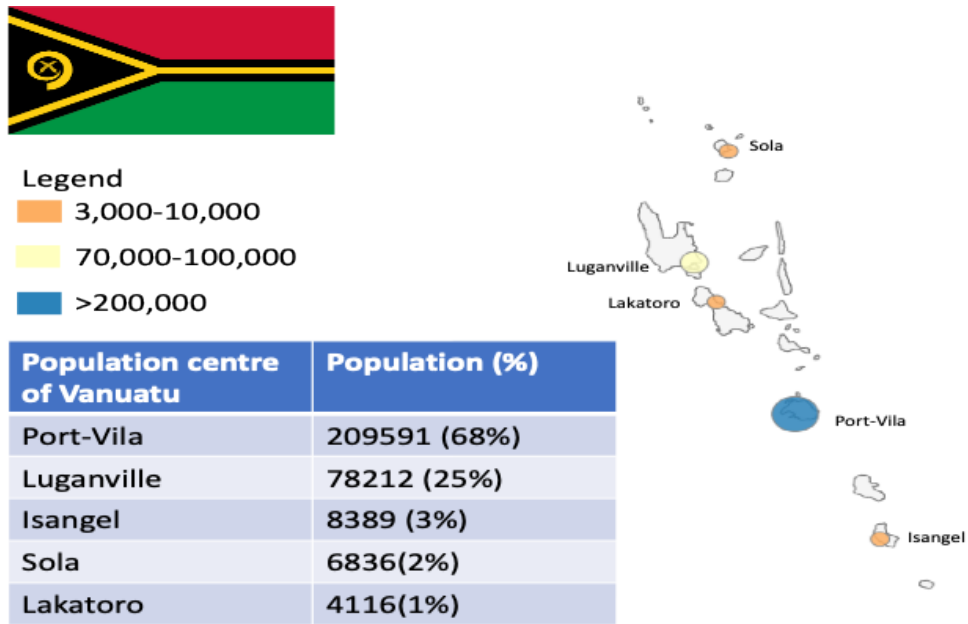 Legend
3,000-10,000
70,000-100,000
>200,000
Population centre of Vanuatu Population (%)
Port-Vila 209591 (68%)
Luganville 78212 (25%)
Isangel 8389 (3%)
Sola 6836(2%)
Lakatoro 4116(1%)
Sola
Luganville
Lakatoro
Port-Vila
Isangel